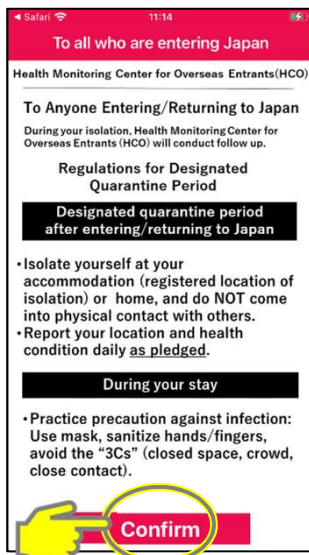 Safari 11:14
To all who are entering Japan
Health Monitoring Center for Overseas Entrants(HCO)
To Anyone Entering/Returning to Japan
During your isolation, Health Monitoring Center for
Overseas Entrants (HCO) will conduct follow up.
Regulations for Designated
Quarantine Period
Designated quarantine period
after entering/returning to Japan
・Isolate yourself at your
accommodation (registered location of
isolation) or home, and do NOT come
into physical contact with others.
・Report your location and health
condition daily as pledged.
During your stay
・Practice precaution against infection:
Use mask, sanitize hands/fingers,
avoid the “3Cs” (closed space, crowd,
close contact).
Confirm